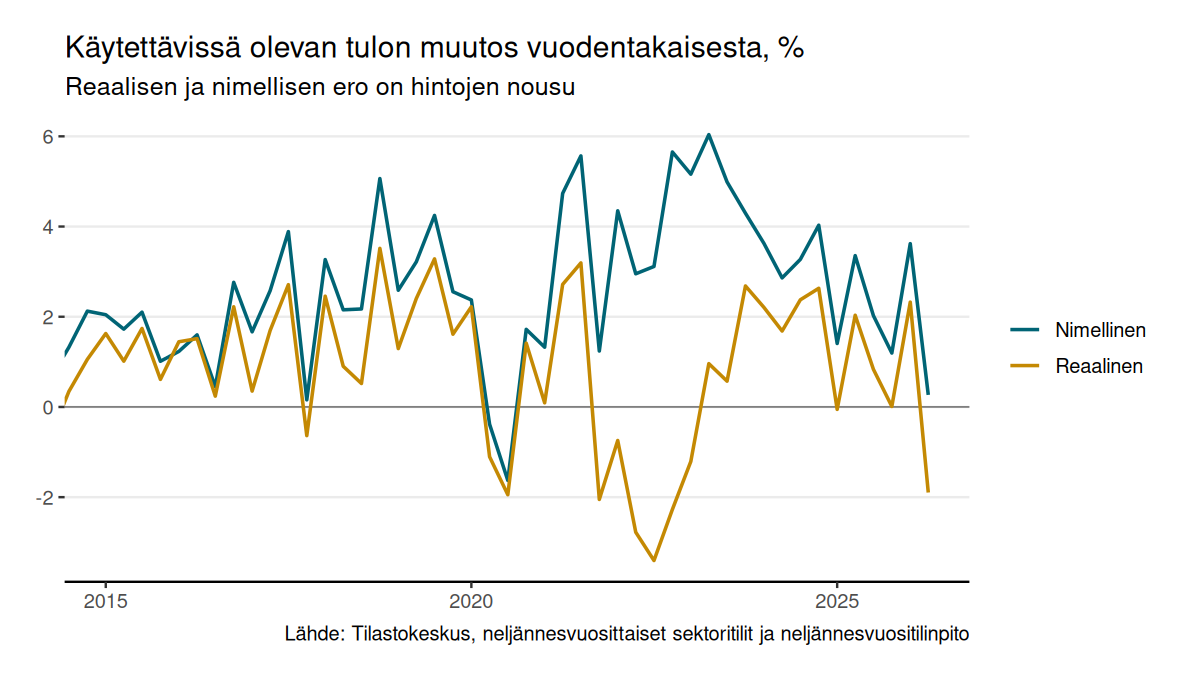 Käytettävissä olevan tulon muutos vuodentakaisesta, %
Reaalisen ja nimellisen ero on hintojen nousu
6
4
2
0
-2
Nimellinen
Reaalinen
2015 2020 2025
Lähde: Tilastokeskus, neljännesvuosittaiset sektoritilit ja neljännesvuositilinpito